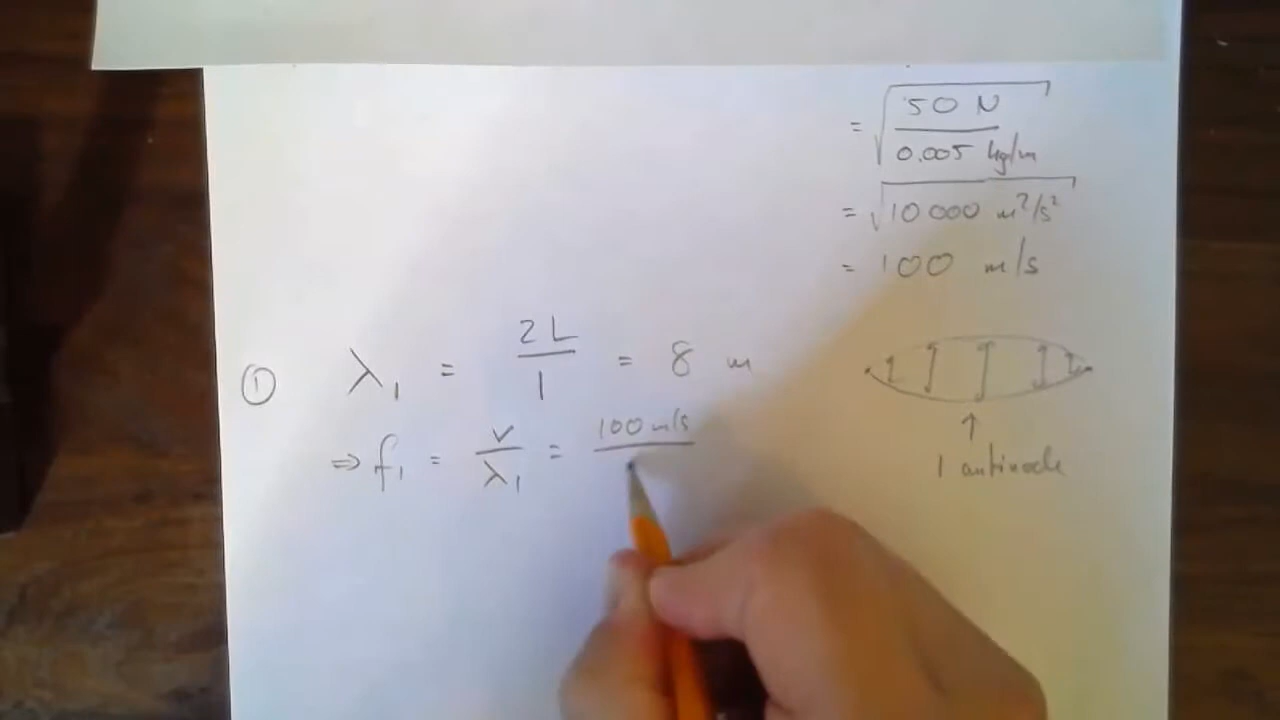 = √(50 N / 0.005 kg/m)
= √(10 000 m²/s²)
= 100 m/s
① λ₁ = 2L / 1 = 8 m
⇒ f₁ = v / λ₁ = 100 m/s
↑
1 antinode